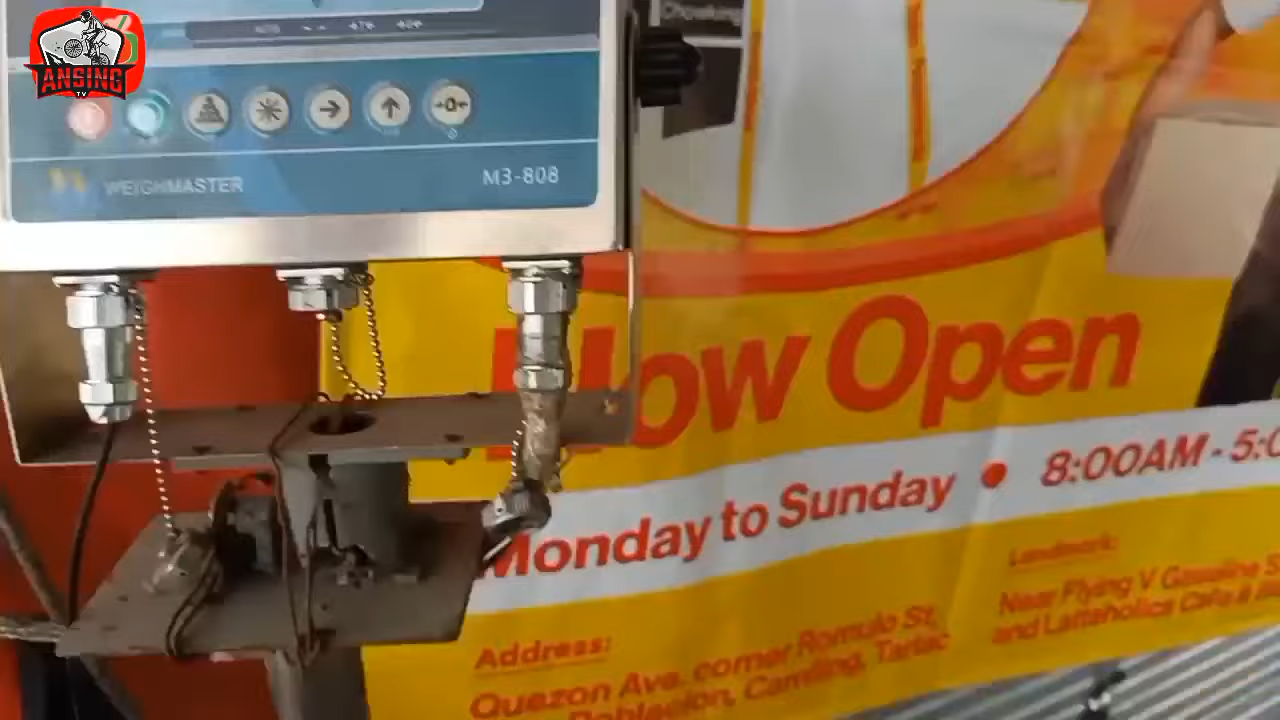 ANSING
TV
WEIGHMASTER
M3-808
Now Open
Monday to Sunday • 8:00AM - 5:0
Landmark:
Near Flying V Gasoline S
and Lattaholics Cafe &
Address:
Quezon Ave. corner Romulo St.
Poblacion, Camiling, Tarlac